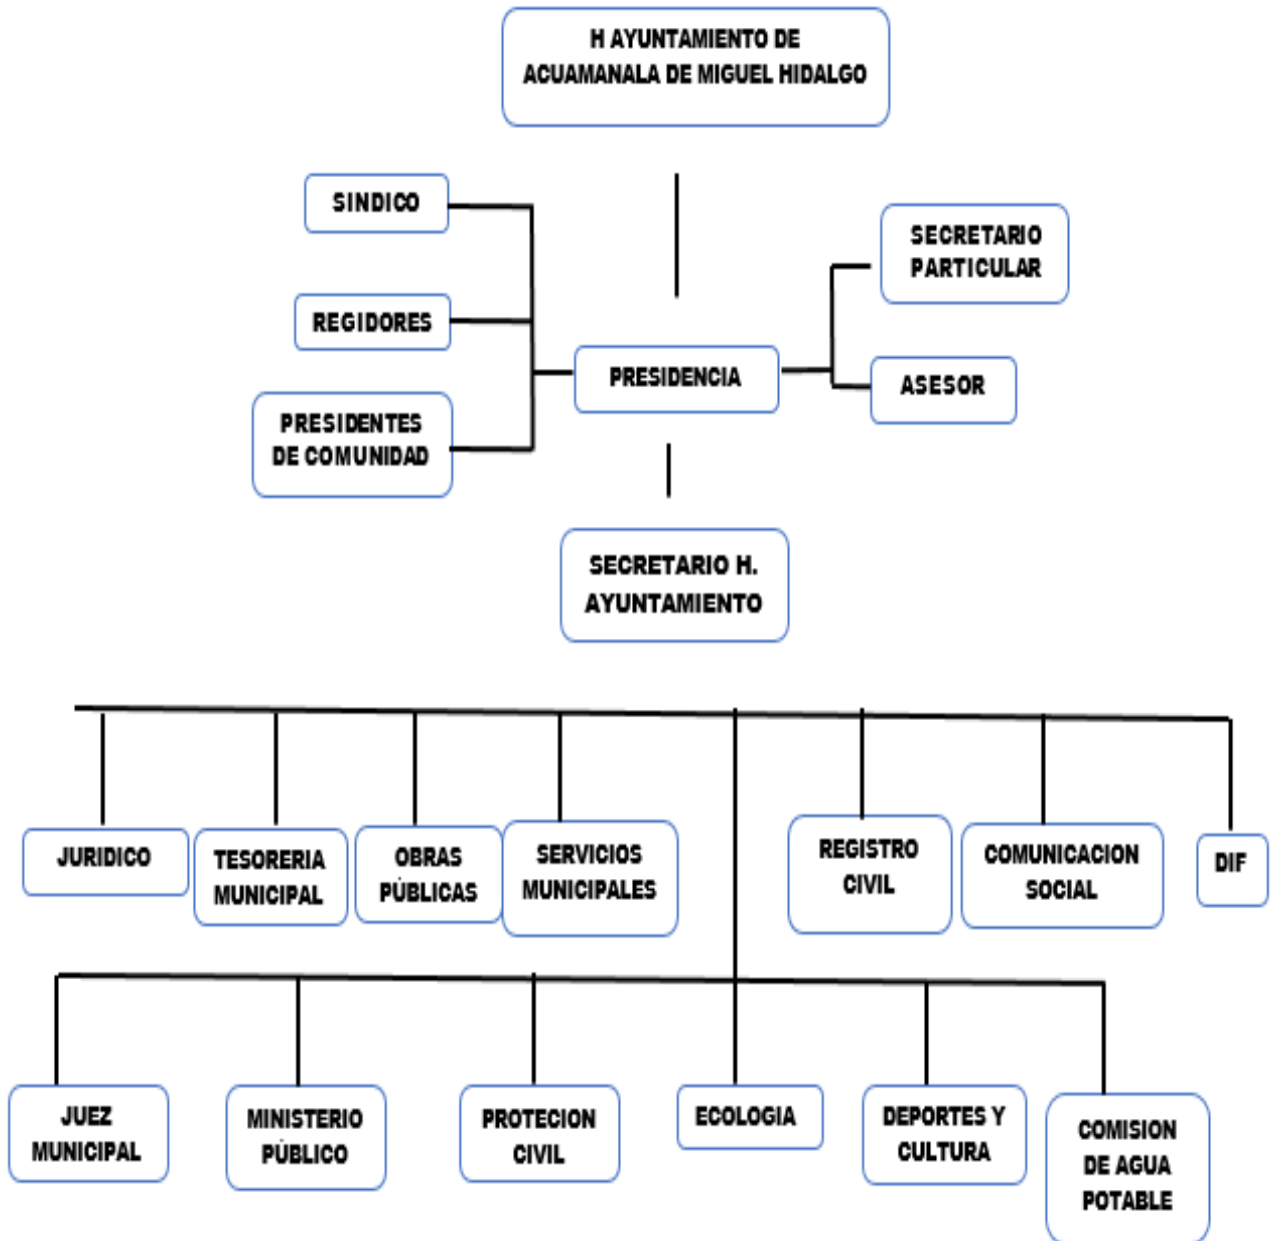 H AYUNTAMIENTO DE
ACUAMANALA DE MIGUEL HIDALGO
SINDICO
SECRETARIO
PARTICULAR
REGIDORES
PRESIDENCIA
ASESOR
PRESIDENTES
DE COMUNIDAD
SECRETARIO H.
AYUNTAMIENTO
JURIDICO
TESORERIA
MUNICIPAL
OBRAS
PÚBLICAS
SERVICIOS
MUNICIPALES
REGISTRO
CIVIL
COMUNICACION
SOCIAL
DIF
JUEZ
MUNICIPAL
MINISTERIO
PÚBLICO
PROTECION
CIVIL
ECOLOGIA
DEPORTES Y
CULTURA
COMISION
DE AGUA
POTABLE